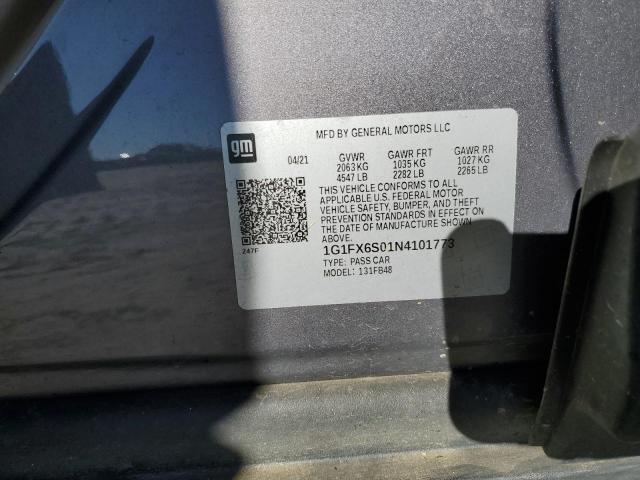 gm
MFD BY GENERAL MOTORS LLC
04/21 GVWR GAWR FRT GAWR RR
2063 KG 1035 KG 1027 KG
4547 LB 2282 LB 2265 LB
THIS VEHICLE CONFORMS TO ALL
APPLICABLE U.S. FEDERAL MOTOR
VEHICLE SAFETY, BUMPER, AND THEFT
PREVENTION STANDARDS IN EFFECT ON
THE DATE OF MANUFACTURE SHOWN
ABOVE.
247F
1G1FX6S01N4101773
TYPE: PASS CAR
MODEL: 131FB48